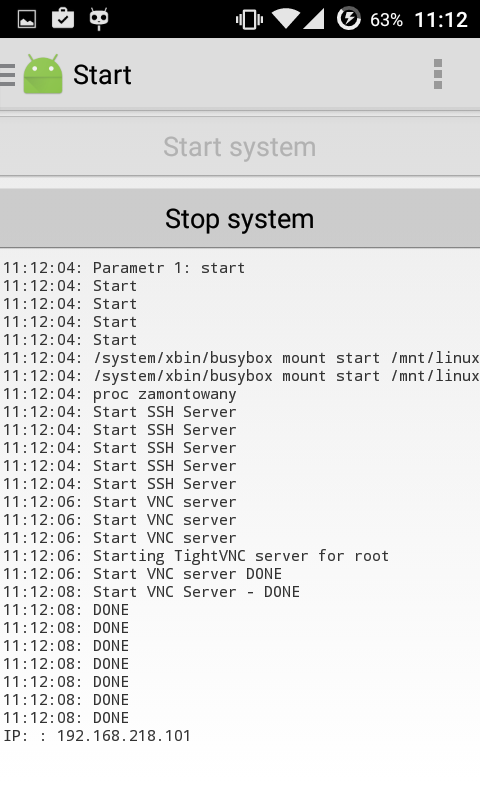 63% 11:12
Start
Start system
Stop system
11:12:04: Parametr 1: start
11:12:04: Start
11:12:04: Start
11:12:04: Start
11:12:04: Start
11:12:04: /system/xbin/busybox mount start /mnt/linux
11:12:04: /system/xbin/busybox mount start /mnt/linux
11:12:04: proc zamontowany
11:12:04: Start SSH Server
11:12:04: Start SSH Server
11:12:04: Start SSH Server
11:12:04: Start SSH Server
11:12:04: Start SSH Server
11:12:06: Start VNC server
11:12:06: Start VNC server
11:12:06: Start VNC server
11:12:06: Starting TightVNC server for root
11:12:06: Start VNC server DONE
11:12:08: Start VNC Server - DONE
11:12:08: DONE
11:12:08: DONE
11:12:08: DONE
11:12:08: DONE
11:12:08: DONE
11:12:08: DONE
11:12:08: DONE
IP: : 192.168.218.101